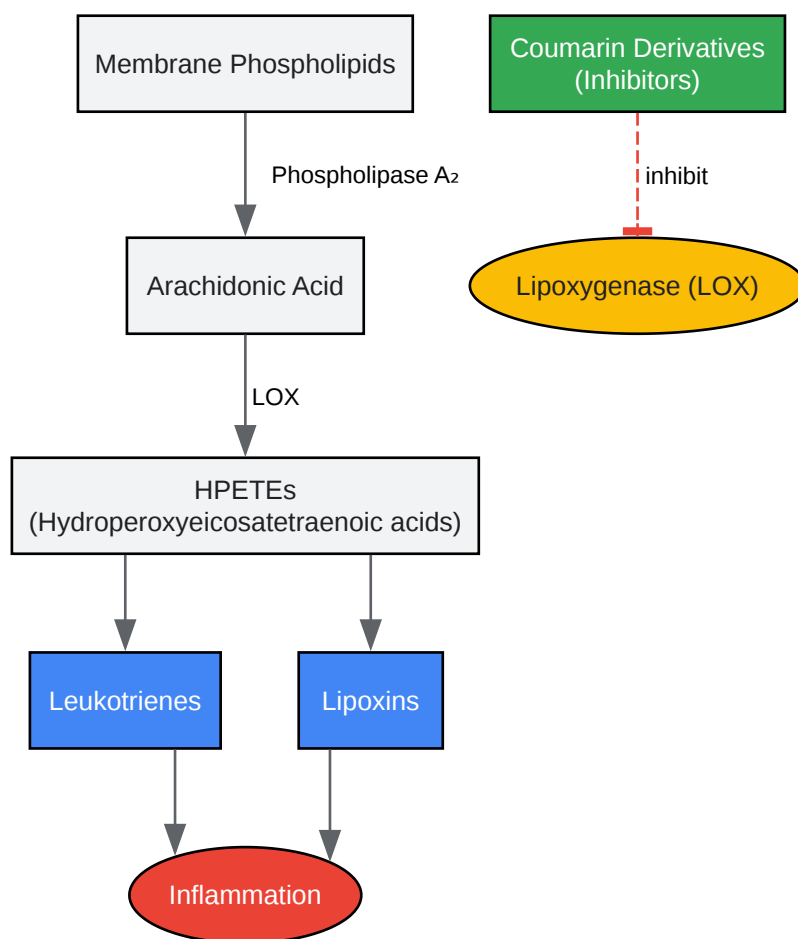 Membrane Phospholipids
Coumarin Derivatives
(Inhibitors)
Phospholipase A₂
inhibit
Arachidonic Acid
Lipoxygenase (LOX)
LOX
HPETEs
(Hydroperoxyeicosatetraenoic acids)
Leukotrienes
Lipoxins
Inflammation